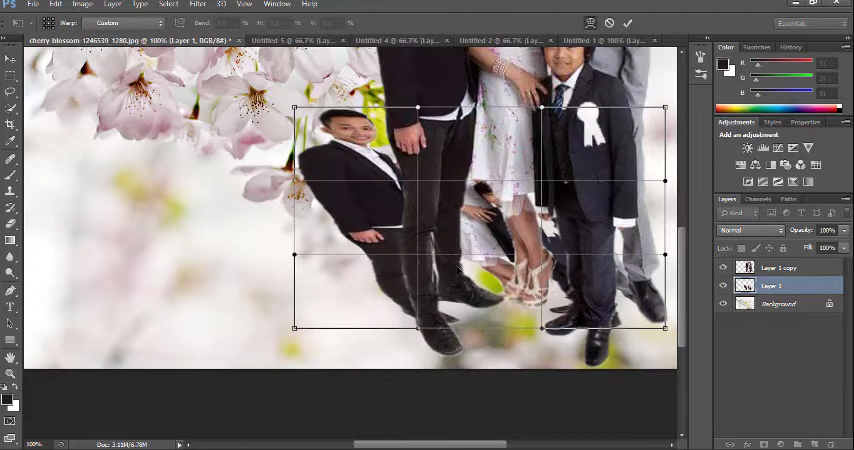 PS File Edit Image Layer Type Select Filter 3D View Window Help
Warp: Custom Bend: H: V: Essentials
cherry-blossom-1246539_1280.jpg @ 100% (Layer 1, RGB/8#) * Untitled-5 @ 66.7% (Lay... Untitled-4 @ 66.7% (Lay... Untitled-2 @ 66.7% (Lay... Untitled-1 @ 100% (Laye...
Color Swatches History
R
G
B
Adjustments Styles Properties
Add an adjustment
Layers Channels Paths
Kind
Normal Opacity: 100%
Lock: Fill: 100%
Layer 1 copy
Layer 1
Background
100% Doc: 3.11M/6.78M